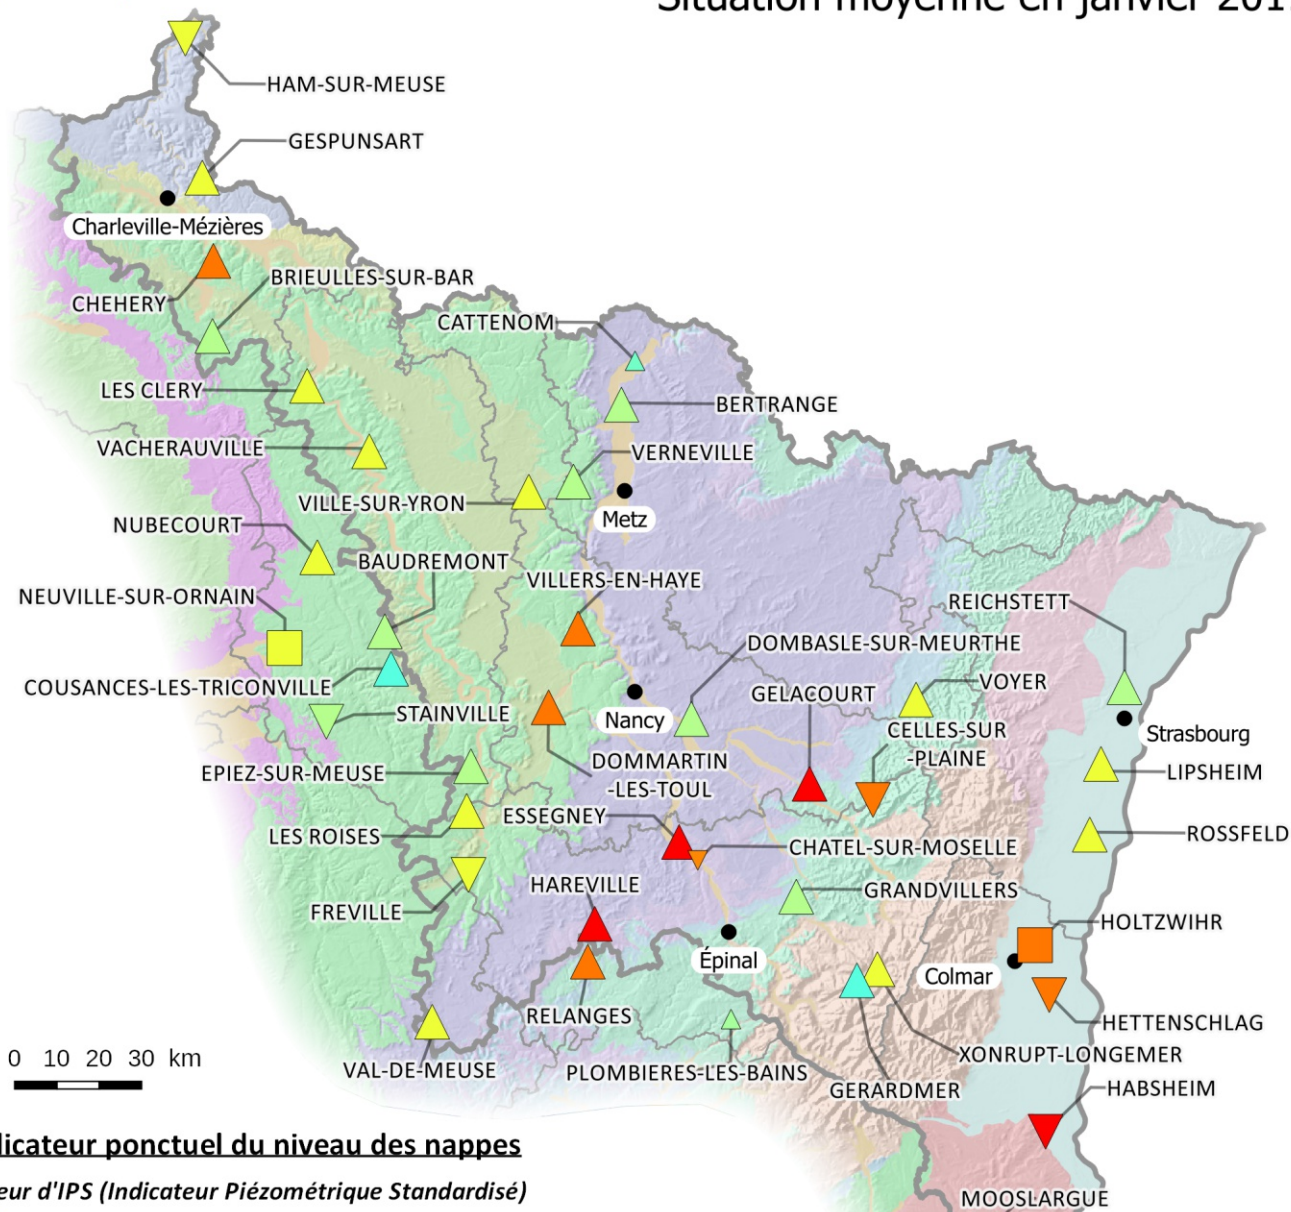 Situation moyenne en janvier 201
HAM-SUR-MEUSE
GESPUNSART
Charleville-Mézières
BRIEULLES-SUR-BAR
CHEHERY
CATTENOM
LES CLERY
BERTRANGE
VACHERAUVILLE
VERNEVILLE
VILLE-SUR-YRON
Metz
NUBECOURT
BAUDREMONT
VILLERS-EN-HAYE
NEUVILLE-SUR-ORNAIN
REICHSTETT
DOMBASLE-SUR-MEURTHE
COUSANCES-LES-TRICONVILLE
GELACOURT
VOYER
STAINVILLE
Nancy
CELLES-SUR
-PLAINE
Strasbourg
EPIEZ-SUR-MEUSE
DOMMARTIN
-LES-TOUL
LIPSHEIM
ESSEGNEY
LES ROISES
ROSSFELD
CHATEL-SUR-MOSELLE
HAREVILLE
GRANDVILLERS
FREVILLE
HOLTZWIHR
Épinal
Colmar
RELANGES
HETTENSCHLAG
XONRUPT-LONGEMER
0 10 20 30 km
VAL-DE-MEUSE
PLOMBIERES-LES-BAINS
GERARDMER
HABSHEIM
dicateur ponctuel du niveau des nappes
eur d'IPS (Indicateur Piézométrique Standardisé)
MOOSLARGUE